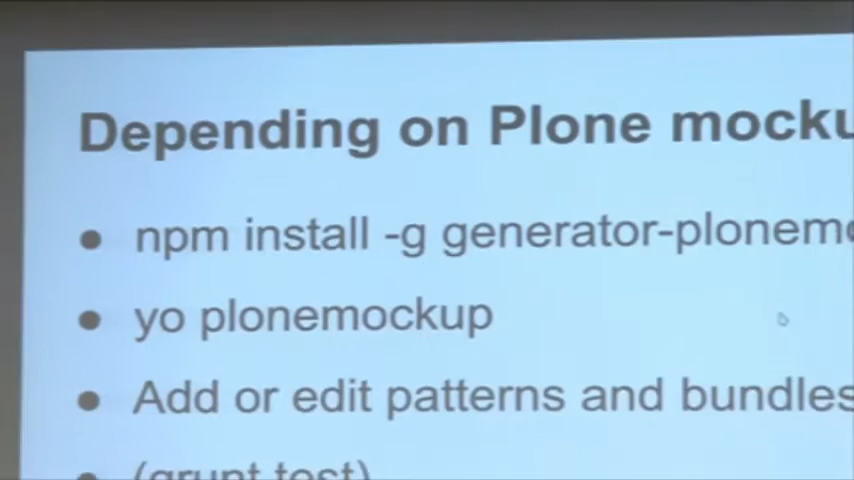 Depending on Plone mocku
● npm install -g generator-plonemo
● yo plonemockup
● Add or edit patterns and bundles
● (grunt test)